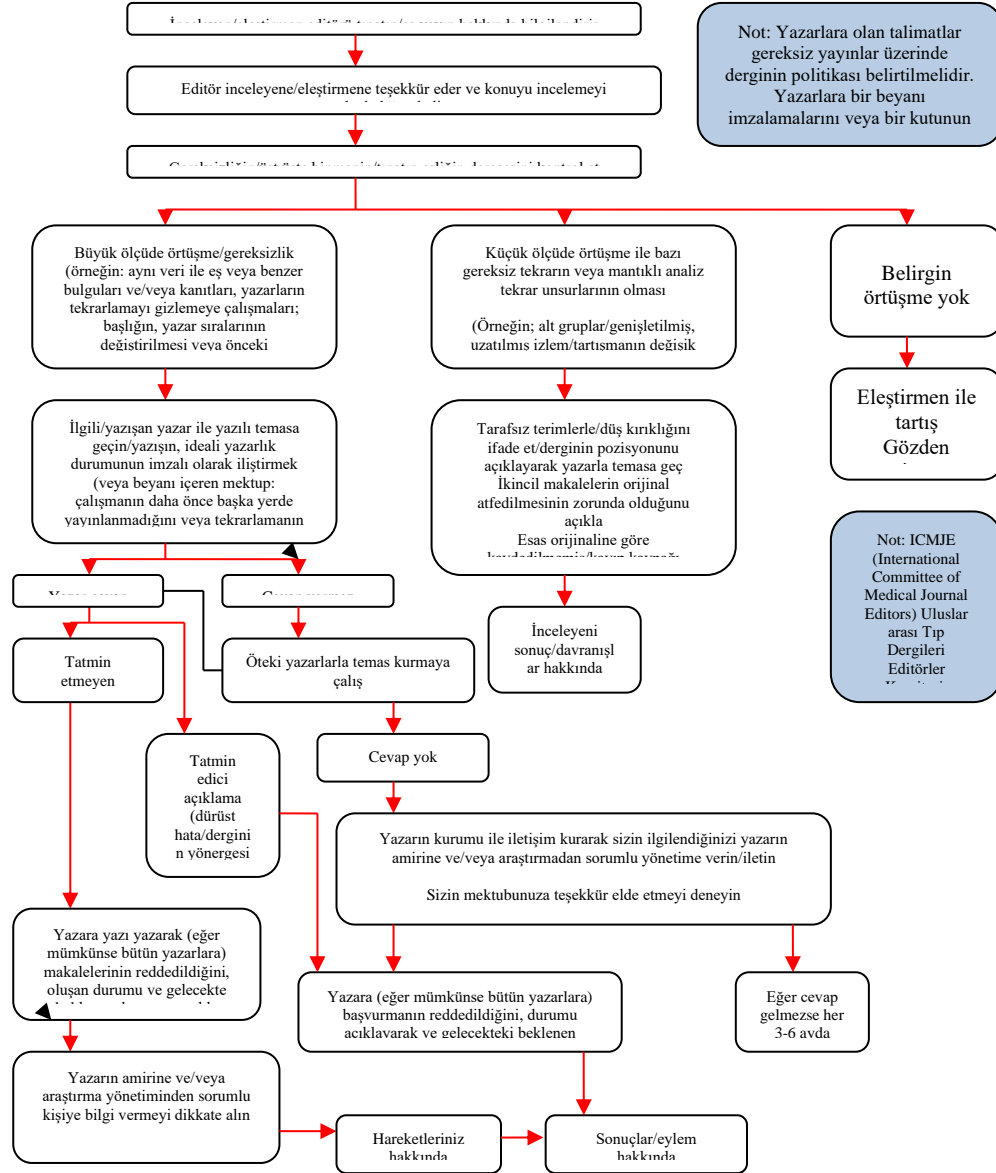 İnceleyen/eleştirmen editörü hakkında bilgilendirir
Not: Yazarlara olan talimatlar
gereksiz yayınlar üzerinde
derginin politikası belirtilmelidir.
Yazarlara bir beyanı
imzalamalarını veya bir kutunun
Editör inceleyene/eleştirmene teşekkür eder ve konuyu incelemeyi
Büyük ölçüde örtüşme/gereksizlik
(örneğin: aynı veri ile eş veya benzer
bulguları ve/veya kanıtları, yazarların
tekrarlamayı gizlemeye çalışmaları;
başlığın, yazar sıralarının
değiştirilmesi veya önceki
Küçük ölçüde örtüşme ile bazı
gereksiz tekrarın veya mantıklı analiz
tekrar unsurlarının olması
(Örneğin; alt gruplar/genişletilmiş,
uzatılmış izlem/tartışmanın değişik
Belirgin
örtüşme yok
Eleştirmen ile
tartış
Gözden
İlgili/yazışan yazar ile yazılı temasa
geçin/yazışın, ideali yazarlık
durumunun imzalı olarak iliştirmek
(veya beyanı içeren mektup:
çalışmanın daha önce başka yerde
yayınlanmadığını veya tekrarlamanın
Tarafsız terimlerle/düş kırıklığını
ifade et/derginin pozisyonunu
açıklayarak yazarla temasa geç
İkincil makalelerin orijinal
atfedilmesinin zorunda olduğunu
açıkla
Esas orijinaline göre
Not: ICMJE
(International
Committee of
Medical Journal
Editors) Uluslar
arası Tıp
Dergileri
Editörler
Tatmin
etmeyen
Öteki yazarlarla temas kurmaya
çalış
İnceleyeni
sonuç/davranışl
ar hakkında
Tatmin
edici
açıklama
(dürüst
hata/dergini
n yönergesi
Cevap yok
Yazarın kurumu ile iletişim kurarak sizin ilgilendiğinizi yazarın
amirine ve/veya araştırmadan sorumlu yönetime verin/iletin
Sizin mektubunuza teşekkür elde etmeyi deneyin
Yazara yazı yazarak (eğer
mümkünse bütün yazarlara)
makalelerinin reddedildiğini,
oluşan durumu ve gelecekte
Yazara (eğer mümkünse bütün yazarlara)
başvurmanın reddedildiğini, durumu
açıklayarak ve gelecekteki beklenen
Eğer cevap
gelmezse her
3-6 ayda
Yazarın amirine ve/veya
araştırma yönetiminden sorumlu
kişiye bilgi vermeyi dikkate alın
Hareketleriniz
hakkında
Sonuçlar/eylem
hakkında